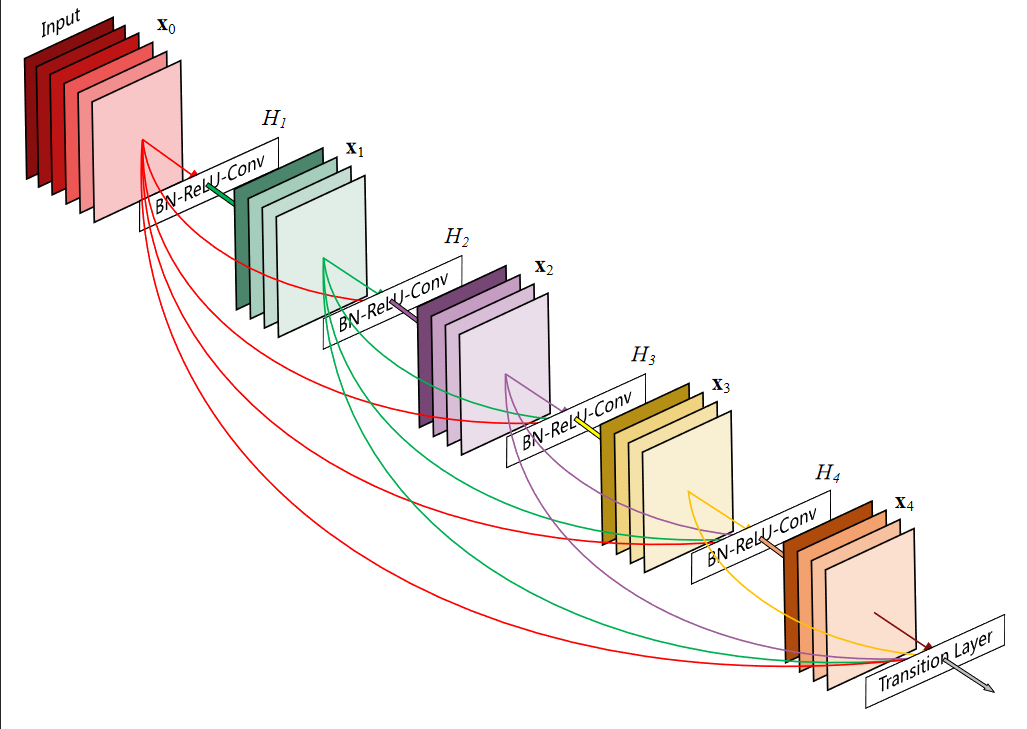 Input
x0
H1
BN-ReLU-Conv
x1
H2
BN-ReLU-Conv
x2
H3
BN-ReLU-Conv
x3
H4
BN-ReLU-Conv
x4
Transition Layer